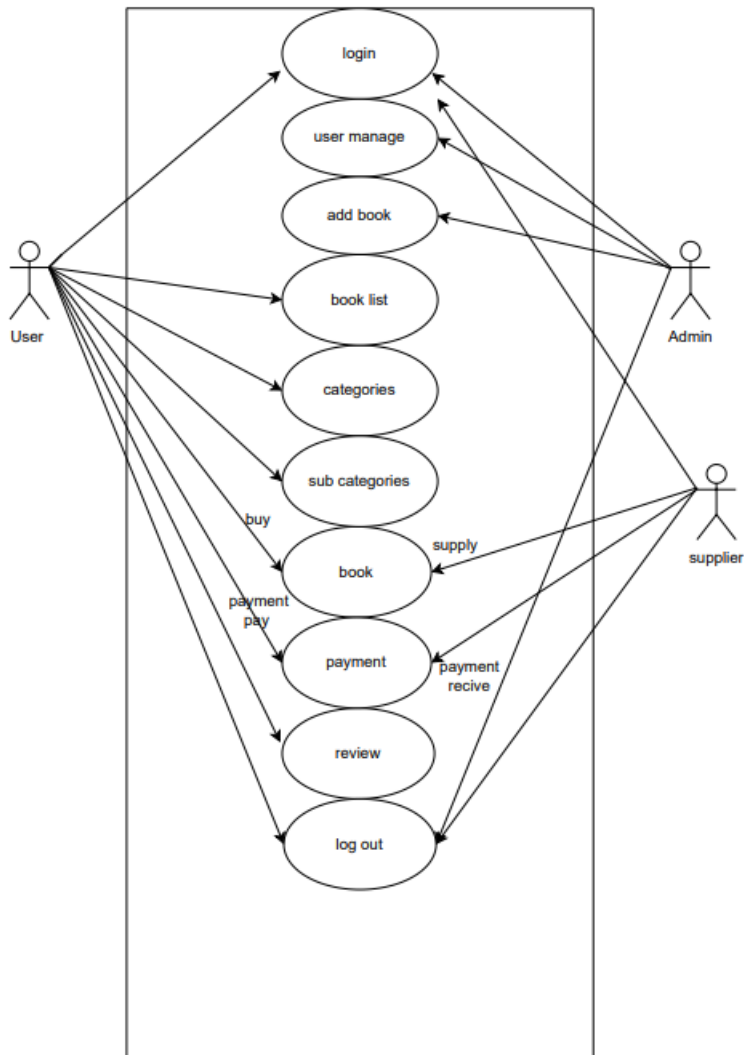 login
user manage
add book
book list
User
Admin
categories
sub categories
buy
supply
supplier
book
payment
pay
payment
payment
recive
review
log out